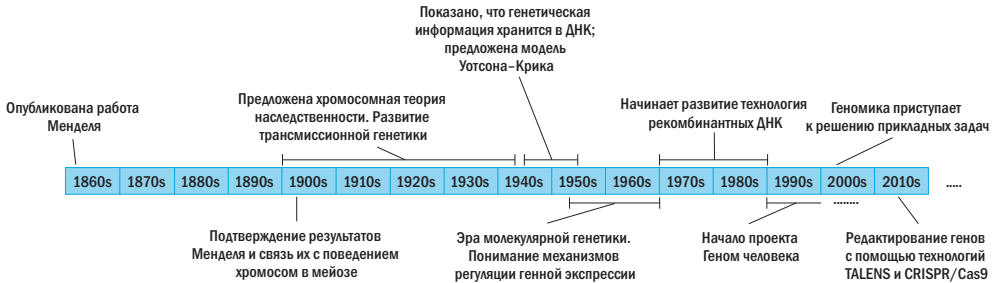 Показано, что генетическая
информация хранится в ДНК;
предложена модель
Уотсона–Крика
Опубликована работа
Менделя
Предложена хромосомная теория
наследственности. Развитие
трансмиссионной генетики
Начинает развитие технология
рекомбинантных ДНК
Геномика приступает
к решению прикладных задач
1860s 1870s 1880s 1890s 1900s 1910s 1920s 1930s 1940s 1950s 1960s 1970s 1980s 1990s 2000s 2010s .....
Подтверждение результатов
Менделя и связь их с поведением
хромосом в мейозе
Эра молекулярной генетики.
Понимание механизмов
регуляции генной экспрессии
Начало проекта
Геном человека
Редактирование генов
с помощью технологий
TALENS и CRISPR/Cas9